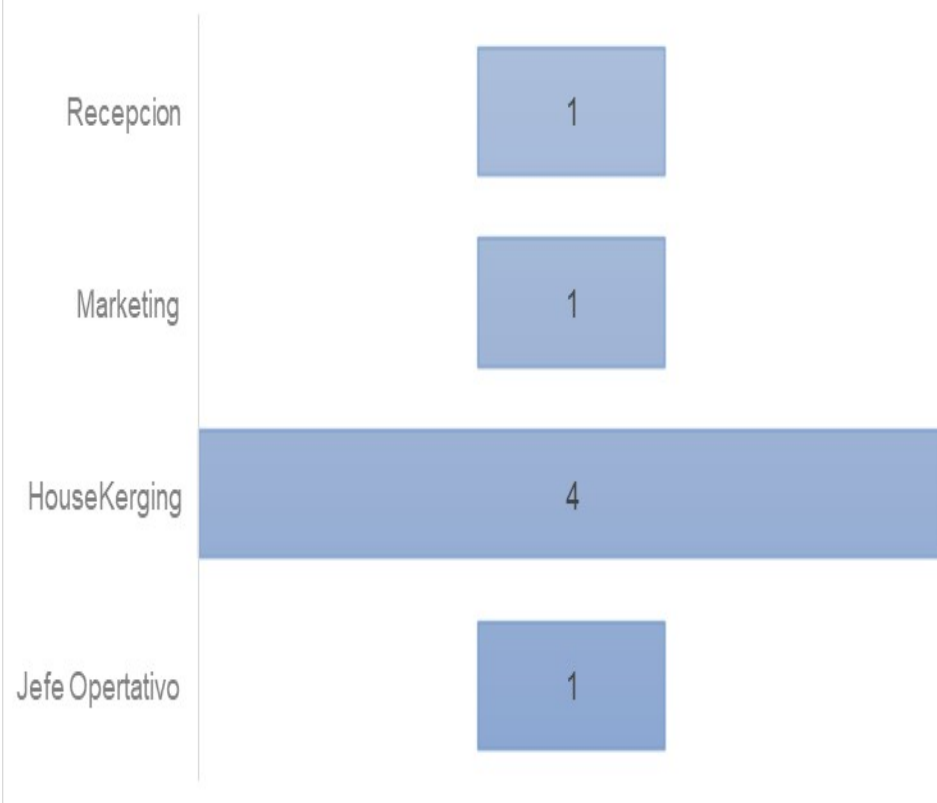 Recepcion 1
Marketing 1
HouseKerging 4
Jefe Opertativo 1